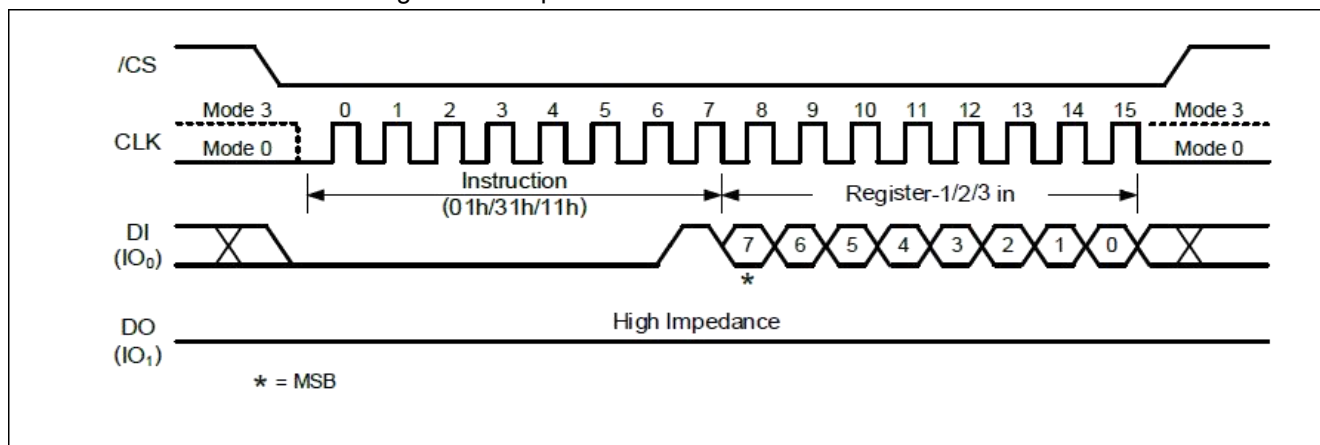 /CS
Mode 3 0 1 2 3 4 5 6 7 8 9 10 11 12 13 14 15 Mode 3
CLK
Mode 0 Mode 0
Instruction
(01h/31h/11h)
Register-1/2/3 in
DI
(IO₀)
7 6 5 4 3 2 1 0
*
High Impedance
DO
(IO₁)
* = MSB